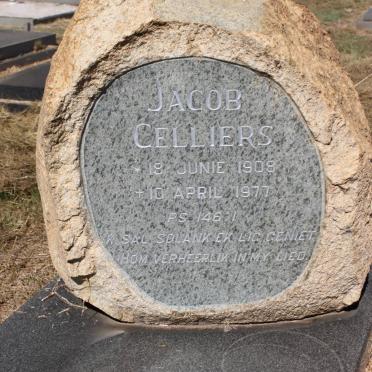 JACOB
CELLIERS
* 18 JUNIE 1909
+ 10 APRIL 1977
PS 146:1
EK SAL SOLANK EK LIG GENIET
HOM VERHEERLIK IN MY LIED.